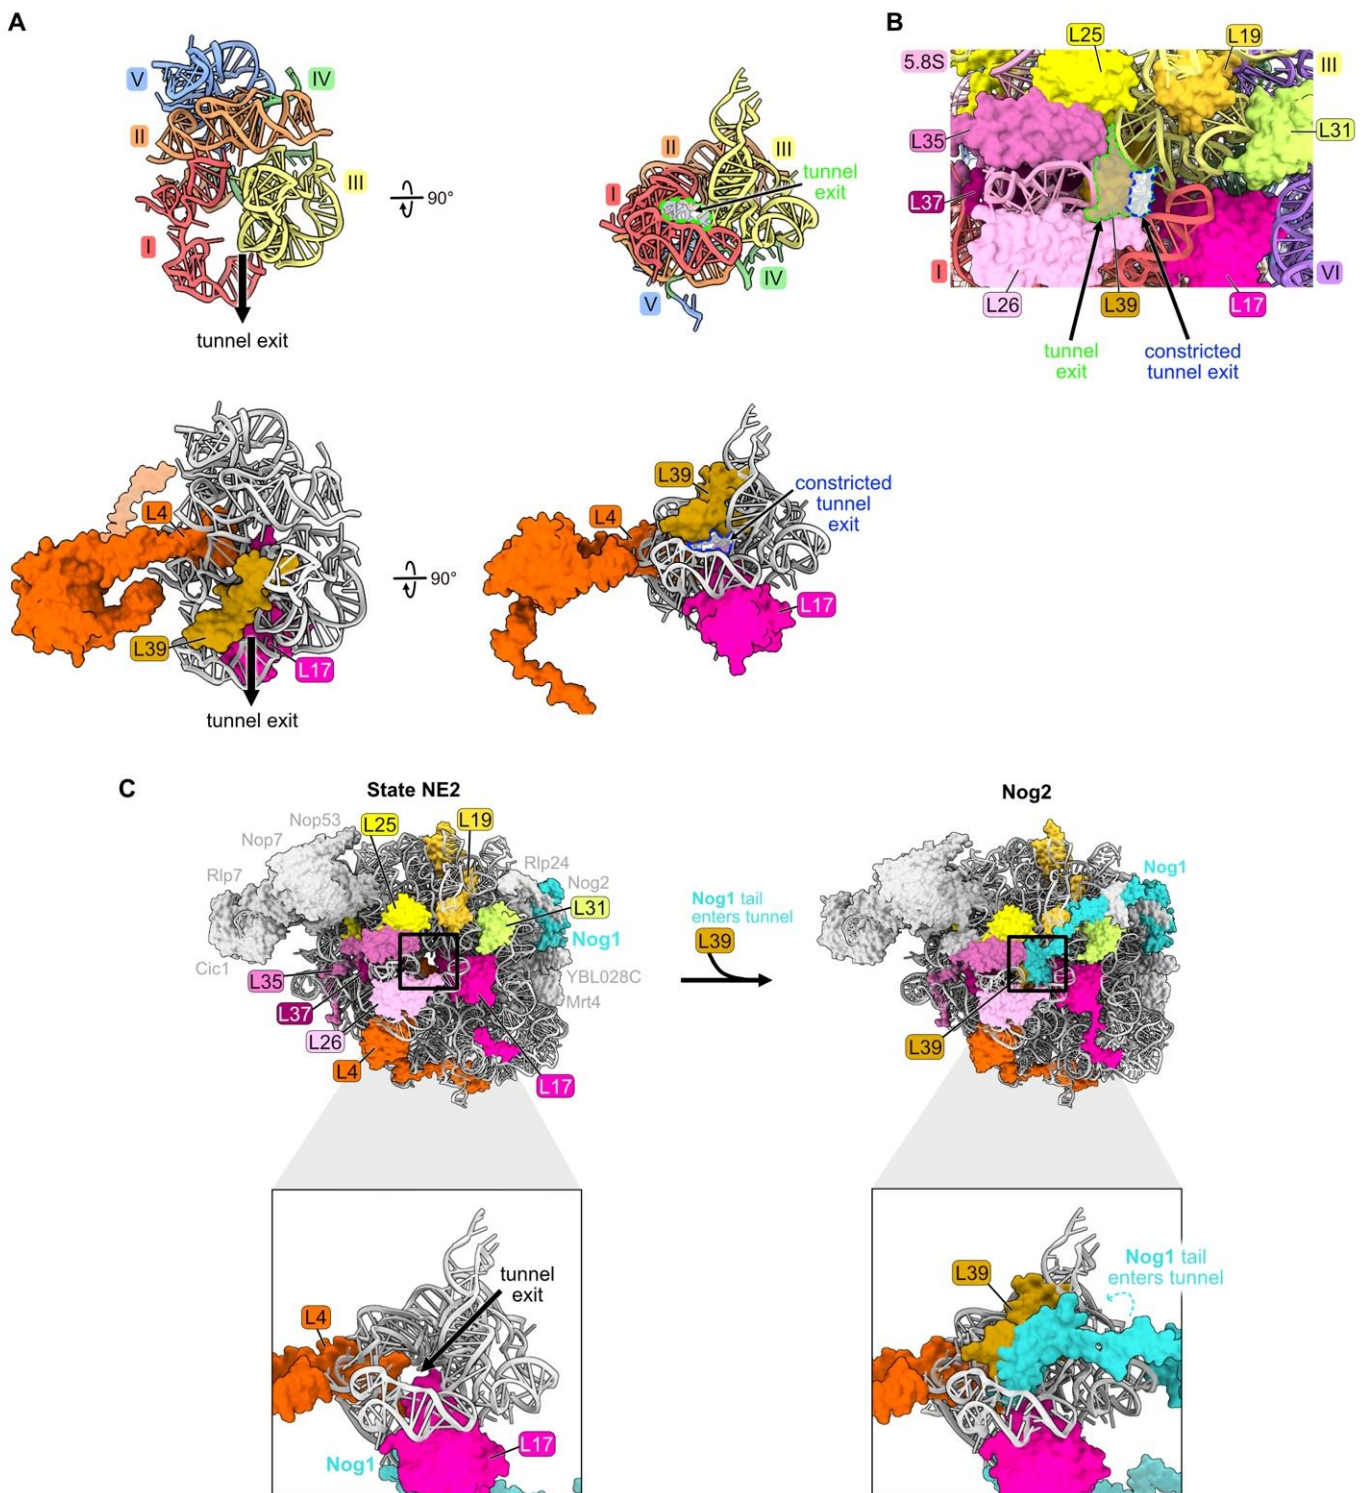 A
V
IV
II
III
I
tunnel exit
90°
II
III
I
tunnel
exit
IV
V
B
L25
L19
5.8S
III
L35
L31
L37
I
L26
L39
L17
VI
tunnel
exit
constricted
tunnel exit
L4
L39
L17
tunnel exit
90°
L39
L4
constricted
tunnel
exit
L17
C
State NE2
Nop53
L25
L19
Nop7
Rlp24
Rlp7
Nog2
L31
Nog1
Cic1
L35
YBL028C
L37
Mrt4
L26
L4
L17
Nog1 tail
enters tunnel
L39
Nog2
Nog1
L39
tunnel
exit
L4
L17
Nog1
L39
Nog1 tail
enters tunnel